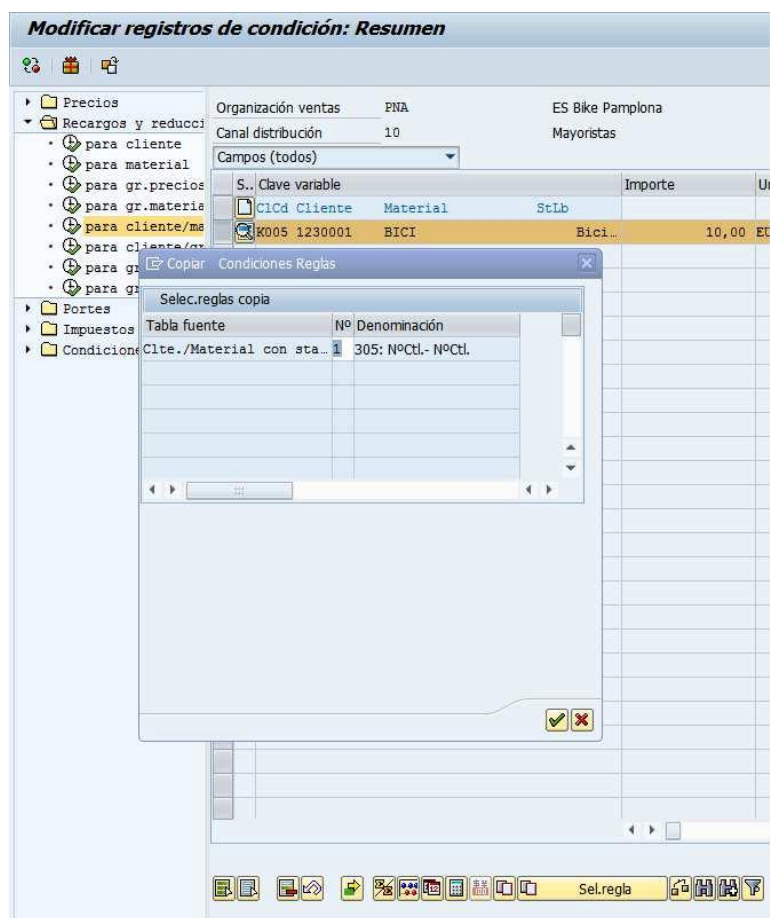 Modificar registros de condición: Resumen
Precios
Recargos y reducci
para cliente
para material
para gr.precios
para gr.materia
para cliente/ma
para cliente/gr
para gr
para gr
Portes
Impuestos
Condicione
Organización ventas PNA ES Bike Pamplona
Canal distribución 10 Mayoristas
Campos (todos)
S.. Clave variable Importe Un
ClCd Cliente Material StLb
K005 1230001 BICI Bici… 10,00 EU
Copiar Condiciones Reglas
Selec.reglas copia
Tabla fuente Nº Denominación
Clte./Material con sta… 1 305: NºCtl.- NºCtl.
Sel.regla